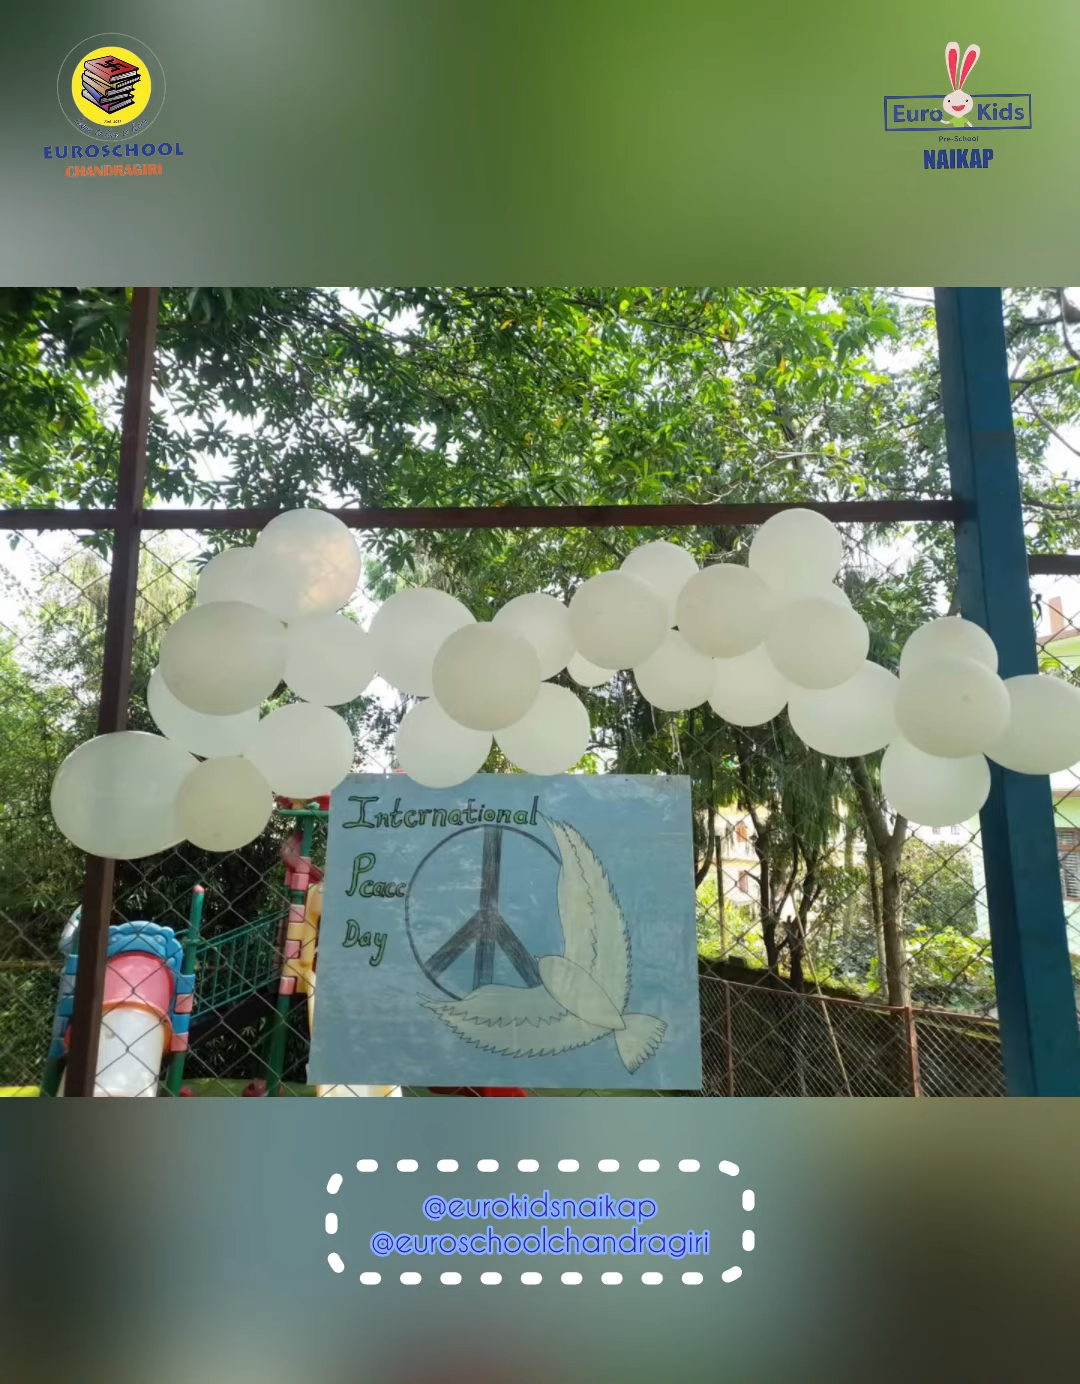 EUROSCHOOL
CHANDRAGIRI
Euro Kids
Pre-School
NAIKAP
International
Peace
Day
@eurokidsnaikap
@euroschoolchandragiri